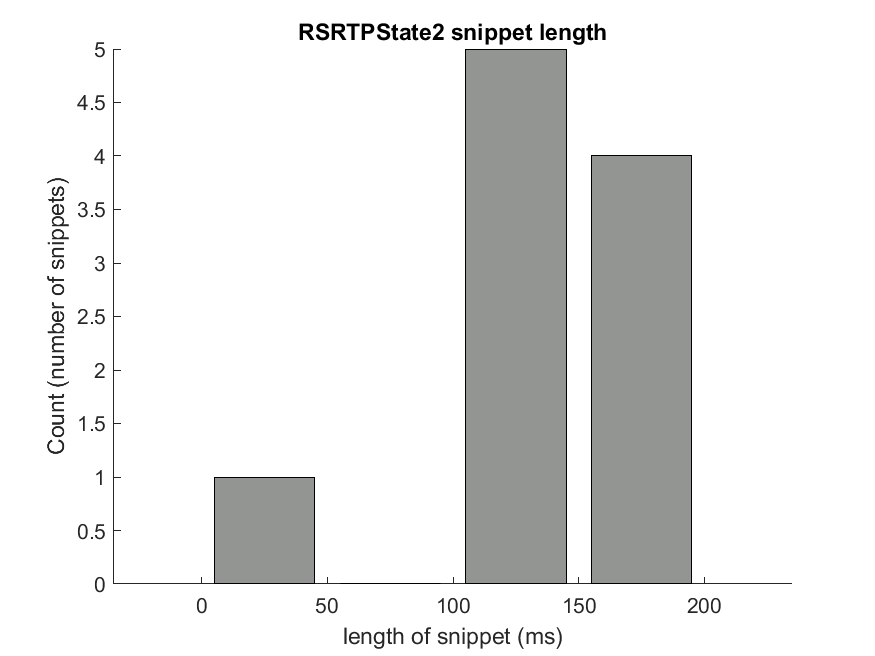 RSRTPState2 snippet length
5
4.5
4
3.5
3
2.5
2
1.5
1
0.5
0
Count (number of snippets)
0 50 100 150 200
length of snippet (ms)